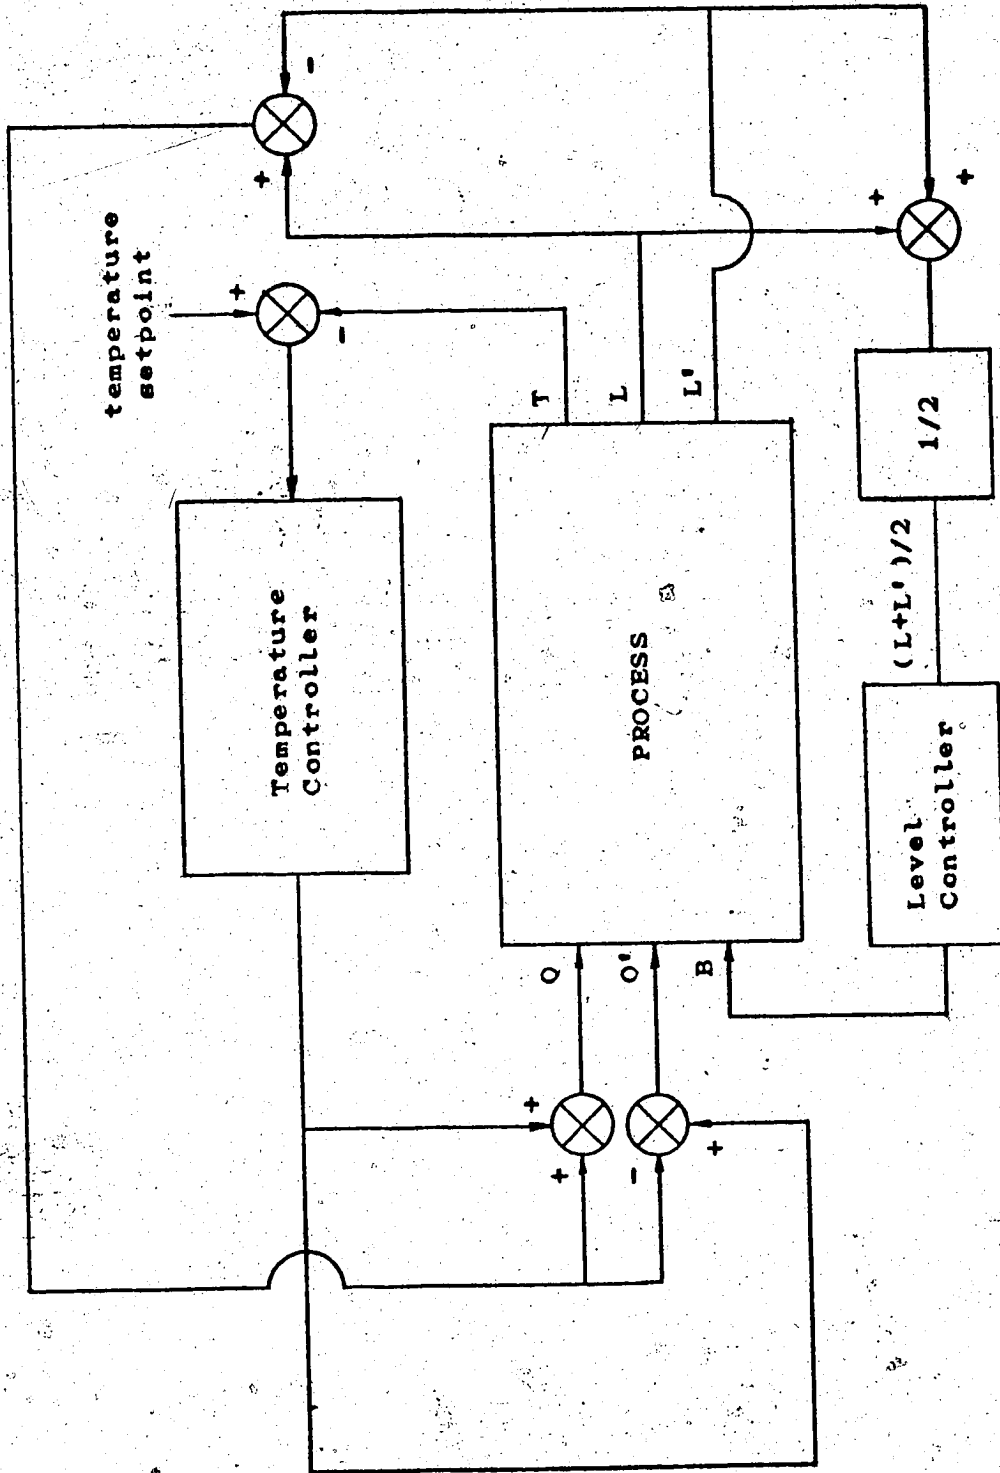 temperature
setpoint
+
-
+
-
Temperature
Controller
T
L
L'
PROCESS
Q
O'
B
+
+
1/2
(L+L')/2
Level
Controller
+
+
-
+